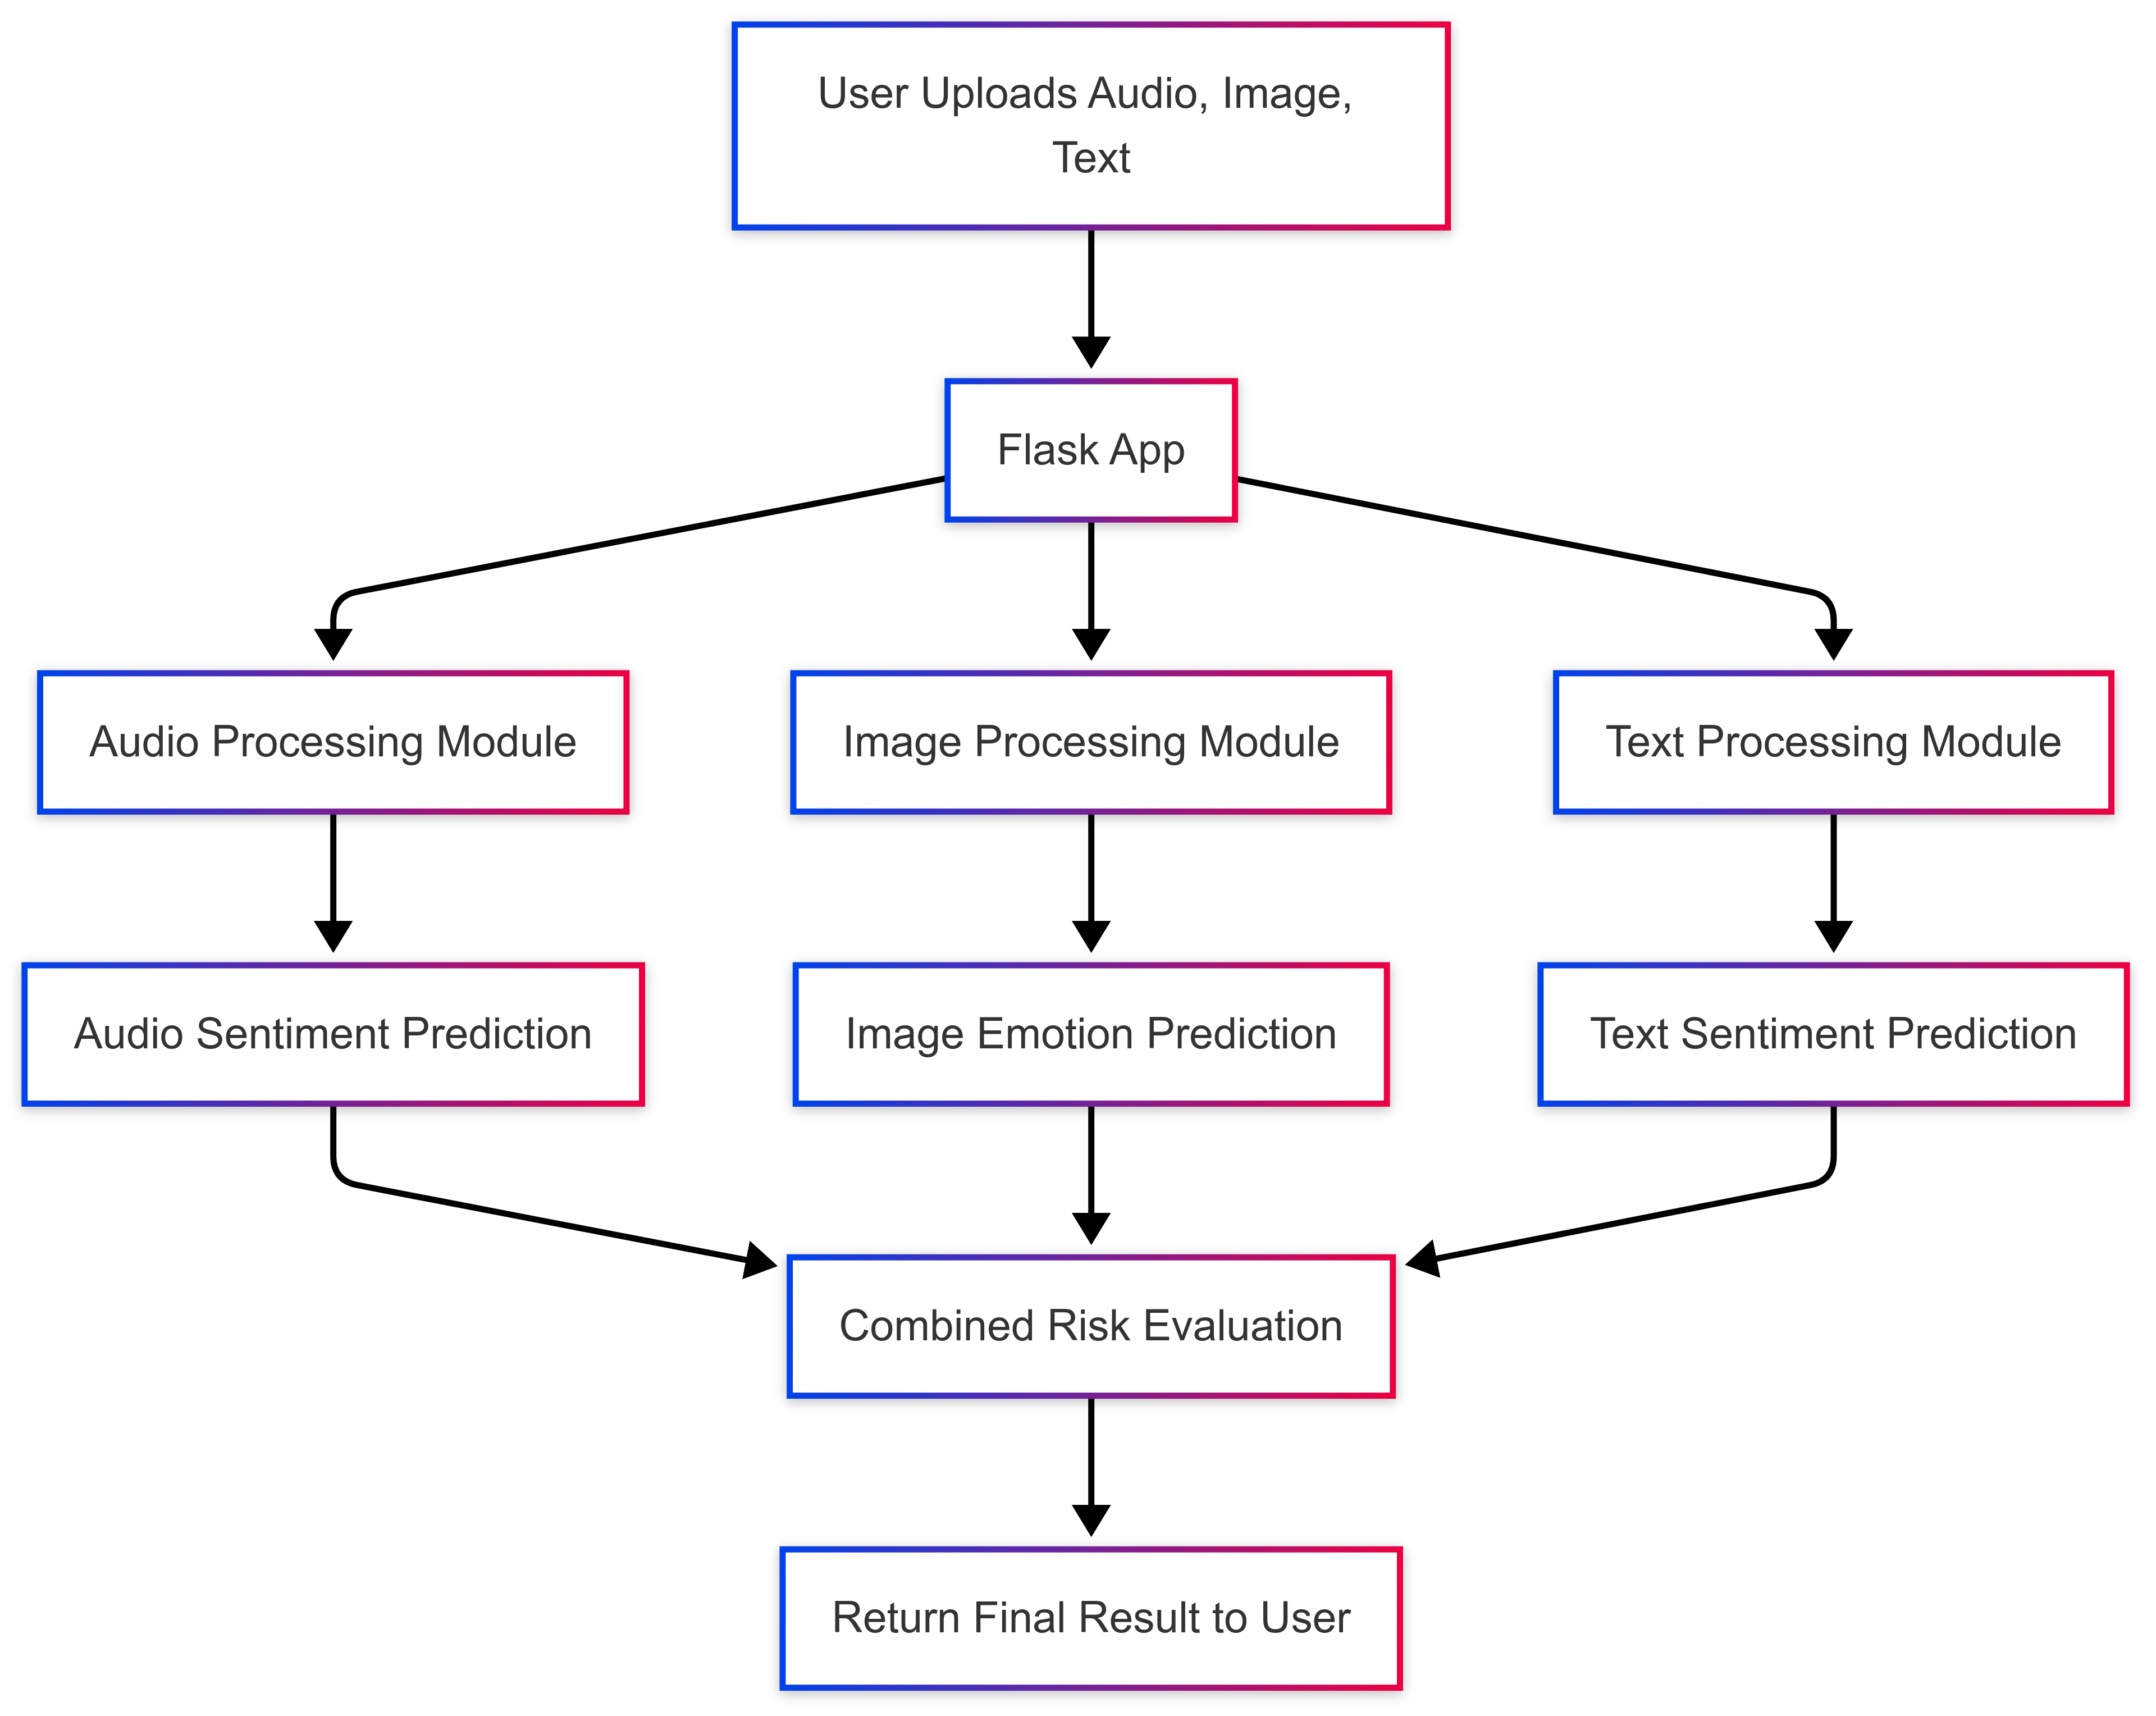 User Uploads Audio, Image,
Text
Flask App
Audio Processing Module
Image Processing Module
Text Processing Module
Audio Sentiment Prediction
Image Emotion Prediction
Text Sentiment Prediction
Combined Risk Evaluation
Return Final Result to User